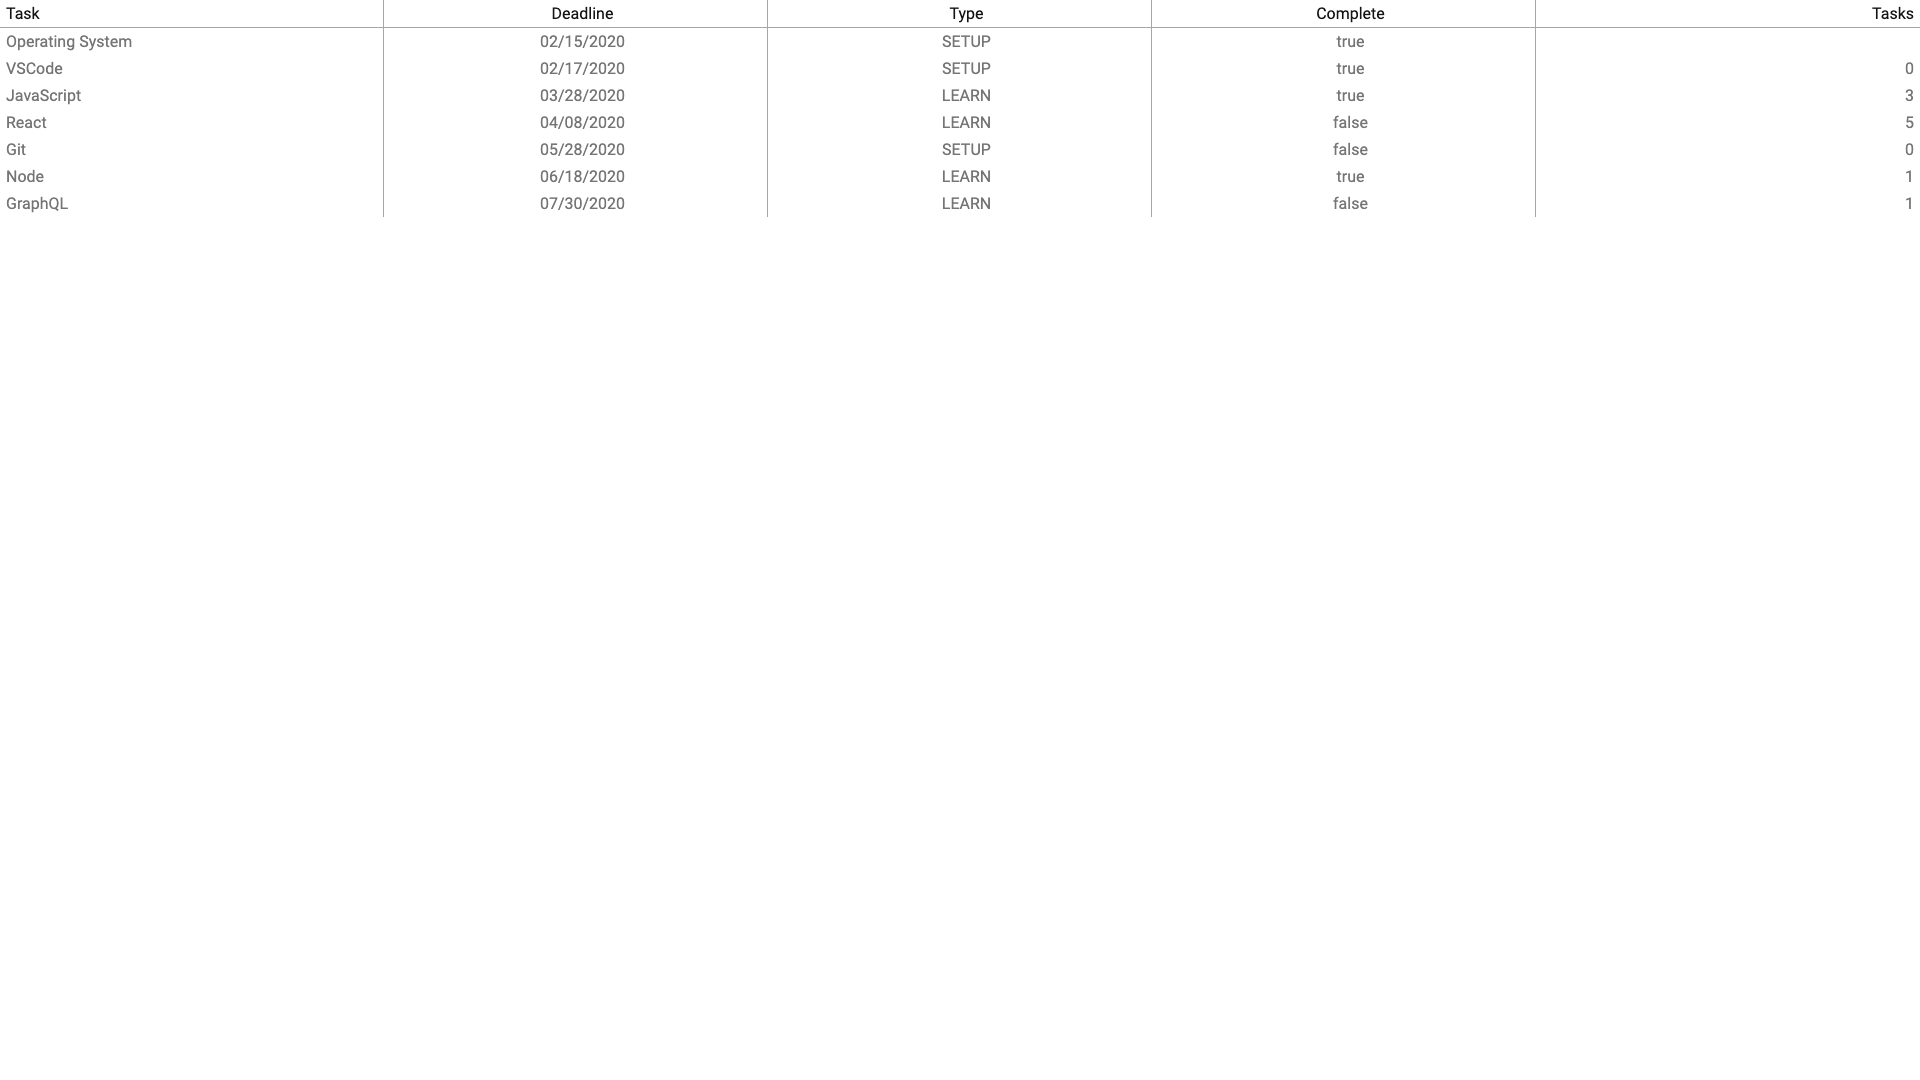 Task Deadline Type Complete Tasks
Operating System 02/15/2020 SETUP true
VSCode 02/17/2020 SETUP true 0
JavaScript 03/28/2020 LEARN true 3
React 04/08/2020 LEARN false 5
Git 05/28/2020 SETUP false 0
Node 06/18/2020 LEARN true 1
GraphQL 07/30/2020 LEARN false 1